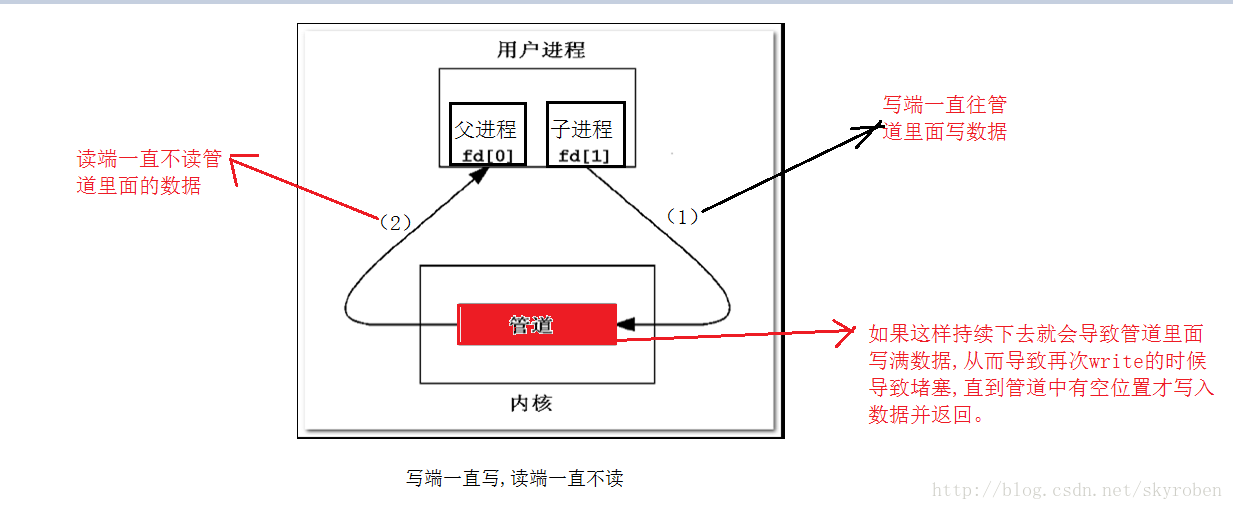 用户进程
父进程
fd[0]
子进程
fd[1]
写端一直往管
道里面写数据
读端一直不读管
道里面的数据
(2)
(1)
管道
如果这样持续下去就会导致管道里面
写满数据,从而导致再次write的时候
导致堵塞,直到管道中有空位置才写入
数据并返回。
内核
写端一直写,读端一直不读
http://blog.csdn.net/skyroben